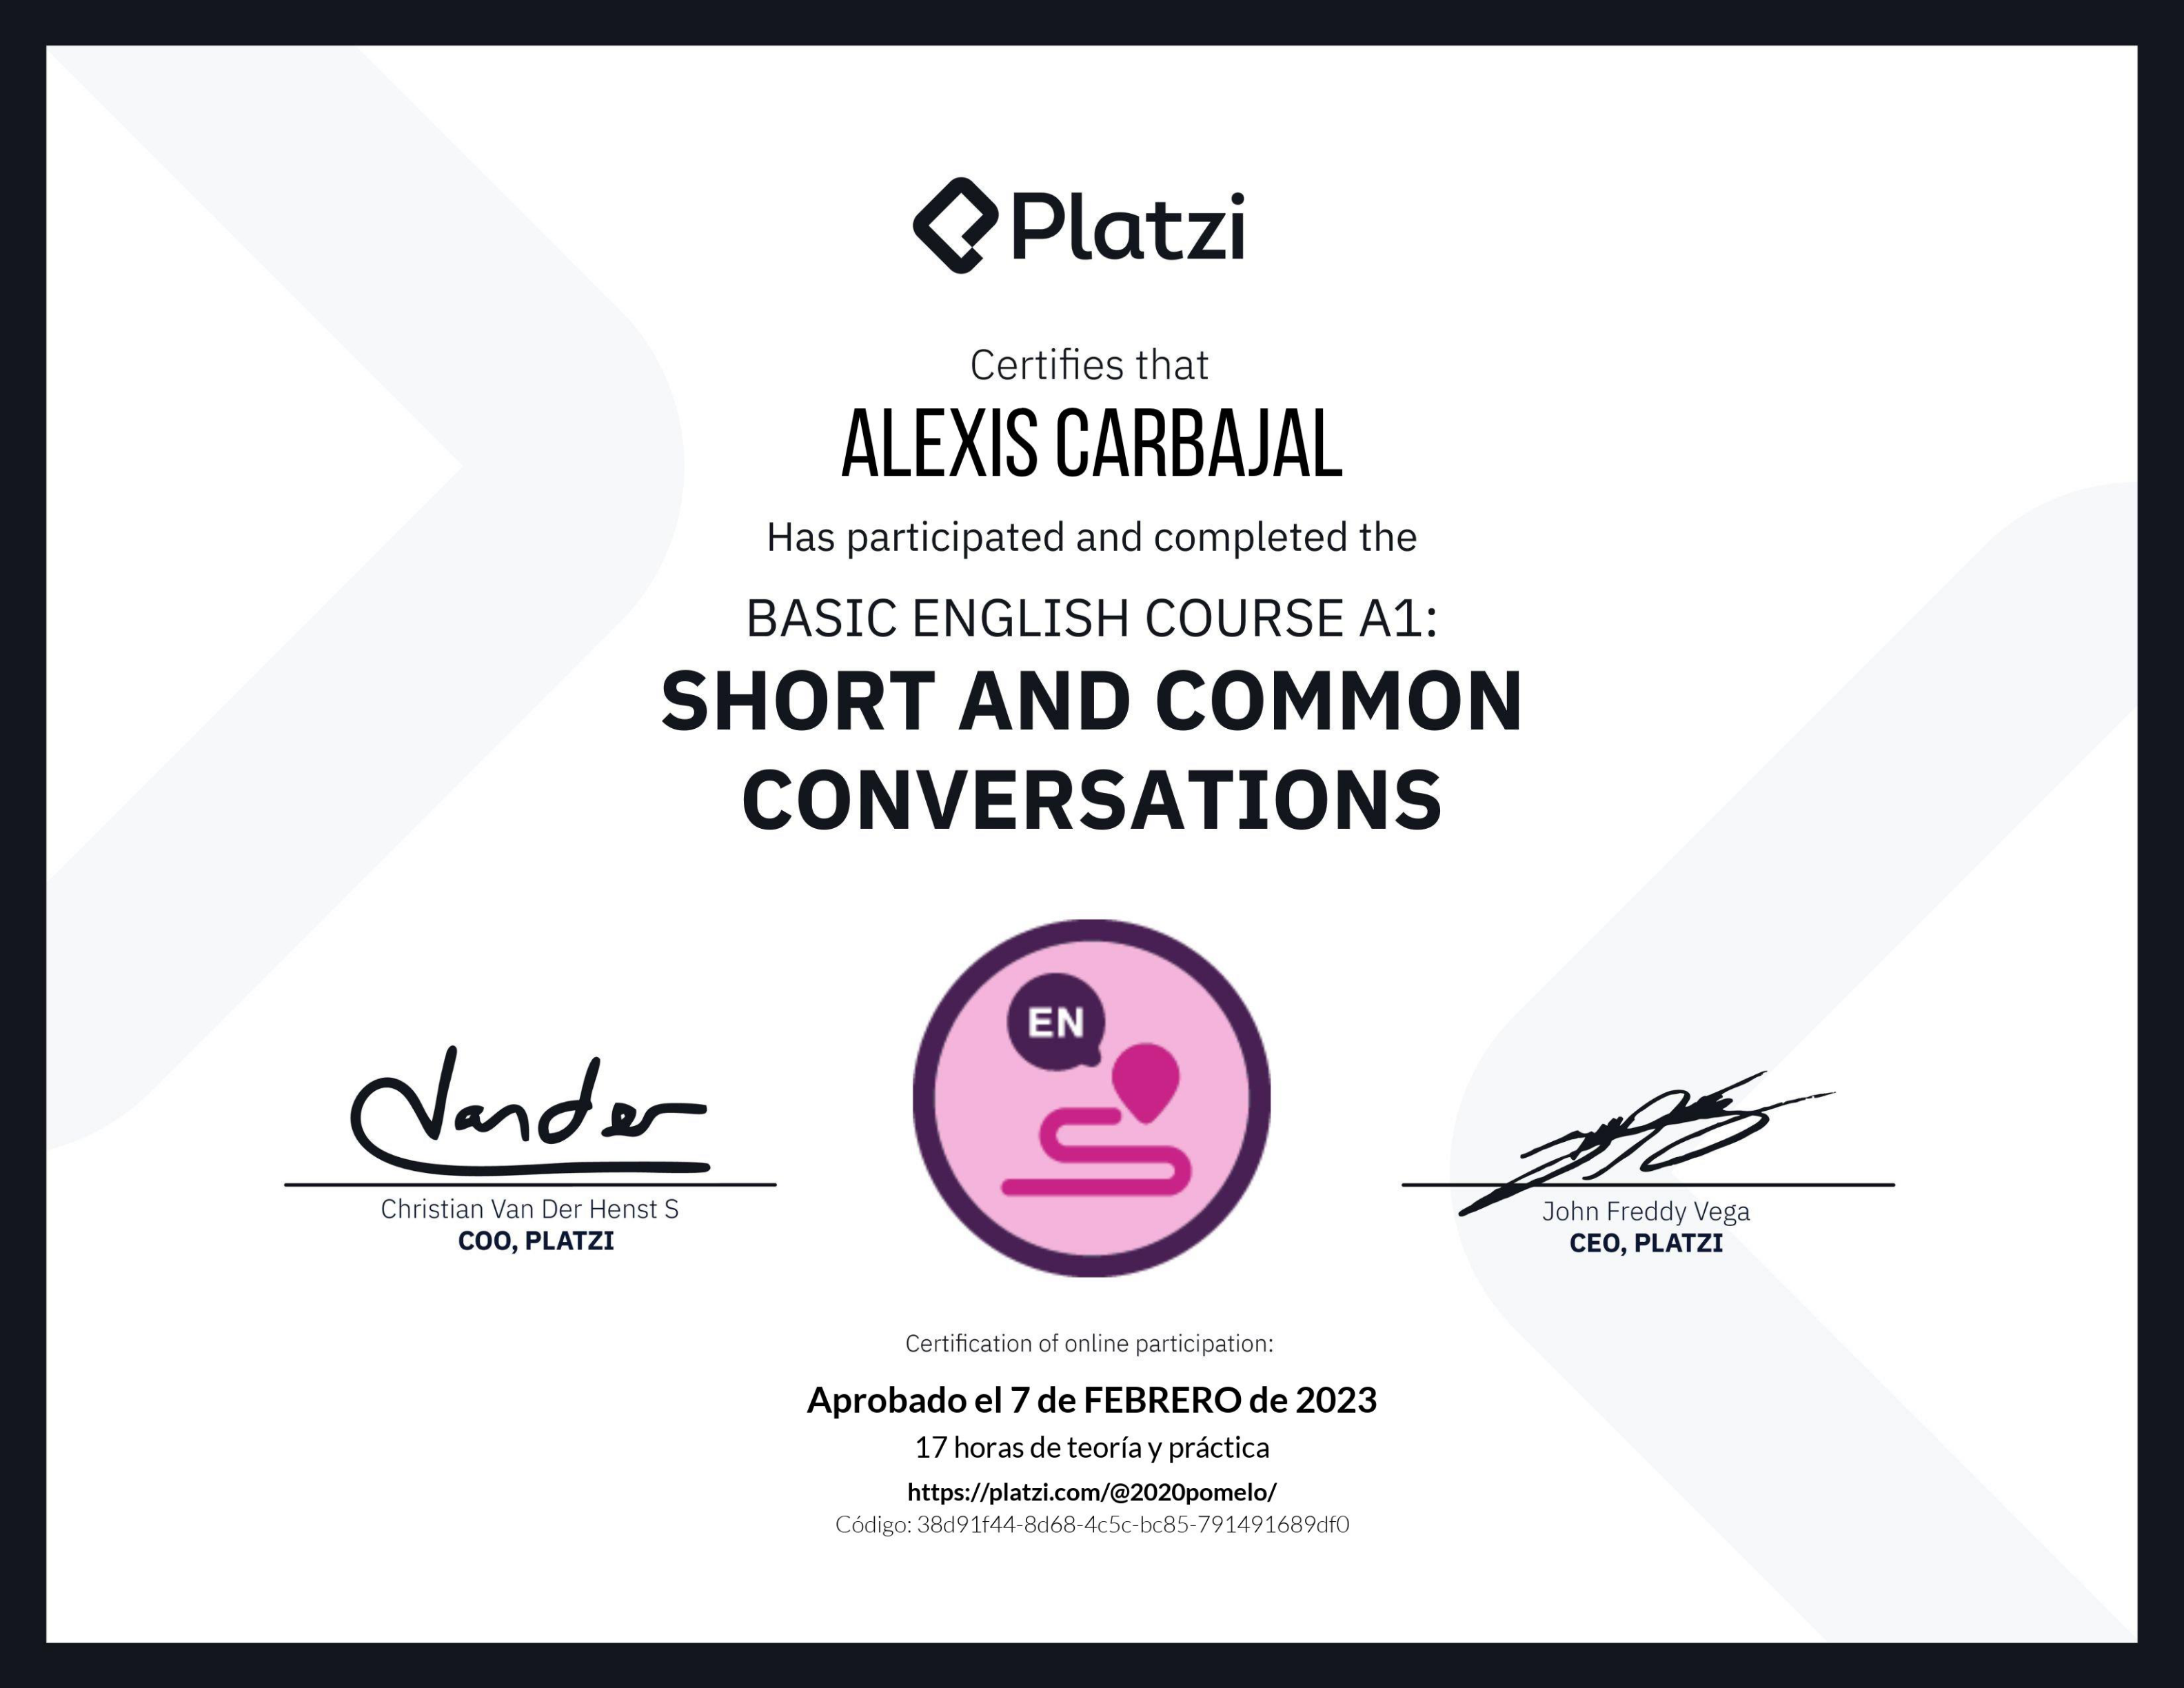 Platzi
Certifies that
ALEXIS CARBAJAL
Has participated and completed the
BASIC ENGLISH COURSE A1:
SHORT AND COMMON
CONVERSATIONS
EN
Vander
Christian Van Der Henst S
COO, PLATZI
John Freddy Vega
CEO, PLATZI
Certification of online participation:
Aprobado el 7 de FEBRERO de 2023
17 horas de teoría y práctica
https://platzi.com/@2020pomelo/
Código: 38d91f44-8d68-4c5c-bc85-791491689df0